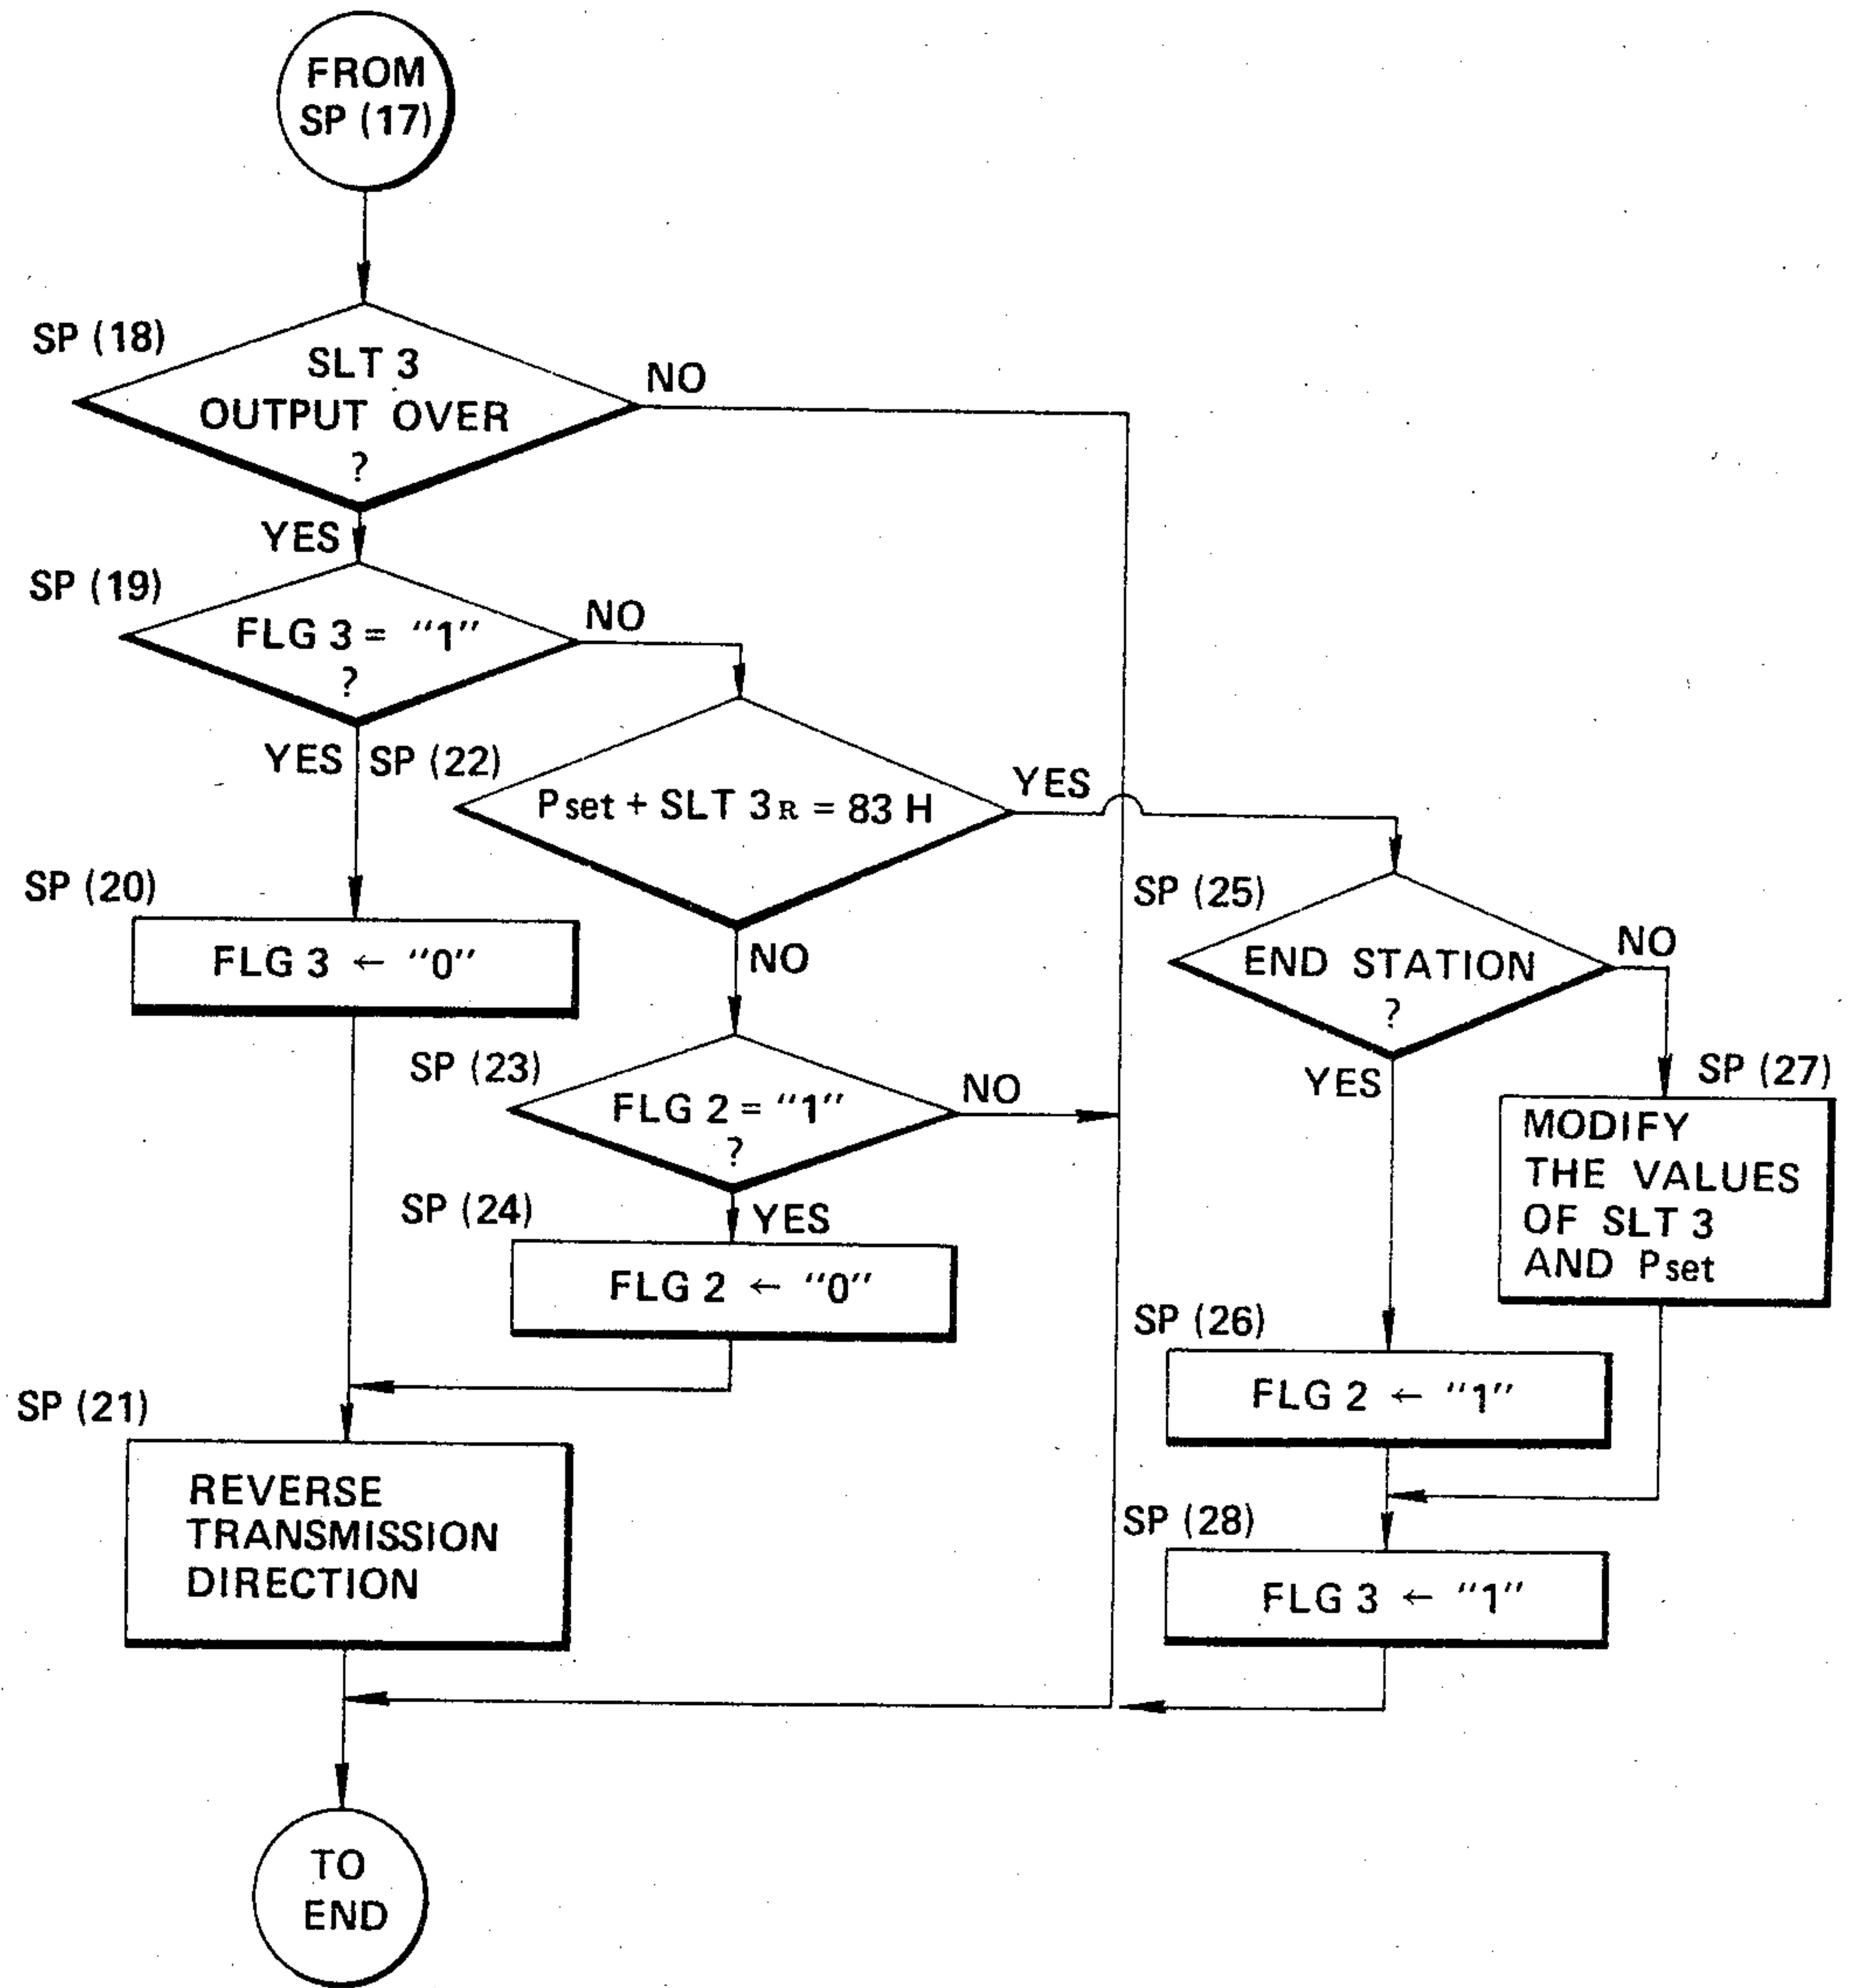 FROM
SP (17)
SP (18)
SLT 3
OUTPUT OVER
?
NO
YES
SP (19)
FLG 3 = “1”
?
NO
YES
SP (22)
Pset + SLT 3R = 83 H
YES
NO
SP (20)
FLG 3 ← “0”
SP (25)
END STATION
?
NO
YES
SP (23)
FLG 2 = “1”
?
NO
YES
SP (27)
MODIFY
THE VALUES
OF SLT 3
AND Pset
SP (24)
FLG 2 ← “0”
SP (26)
FLG 2 ← “1”
SP (21)
REVERSE
TRANSMISSION
DIRECTION
SP (28)
FLG 3 ← “1”
TO
END